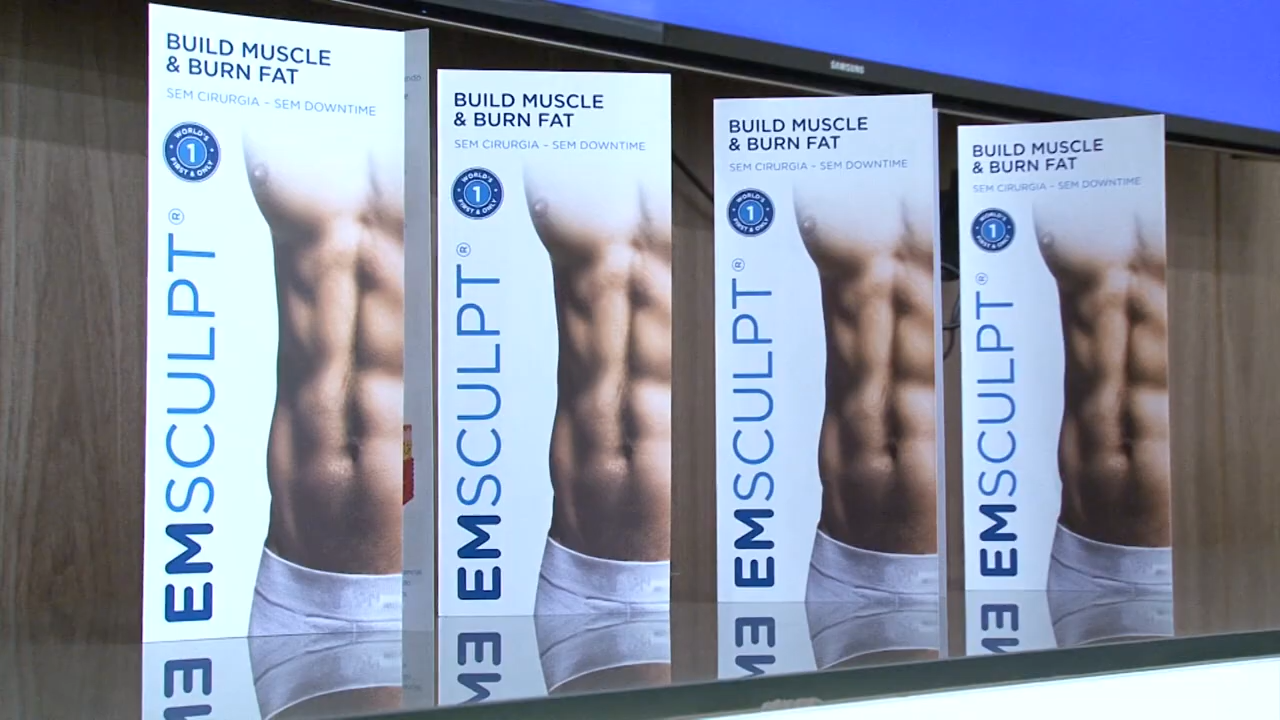 BUILD MUSCLE
& BURN FAT
SEM CIRURGIA – SEM DOWNTIME
WORLD'S
1
FIRST & ONLY
EMSCULPT®
BUILD MUSCLE
& BURN FAT
SEM CIRURGIA – SEM DOWNTIME
WORLD'S
1
FIRST & ONLY
EMSCULPT®
BUILD MUSCLE
& BURN FAT
SEM CIRURGIA – SEM DOWNTIME
WORLD'S
1
FIRST & ONLY
EMSCULPT®
BUILD MUSCLE
& BURN FAT
SEM CIRURGIA – SEM DOWNTIME
WORLD'S
1
FIRST & ONLY
EMSCULPT®
SAMSUNG